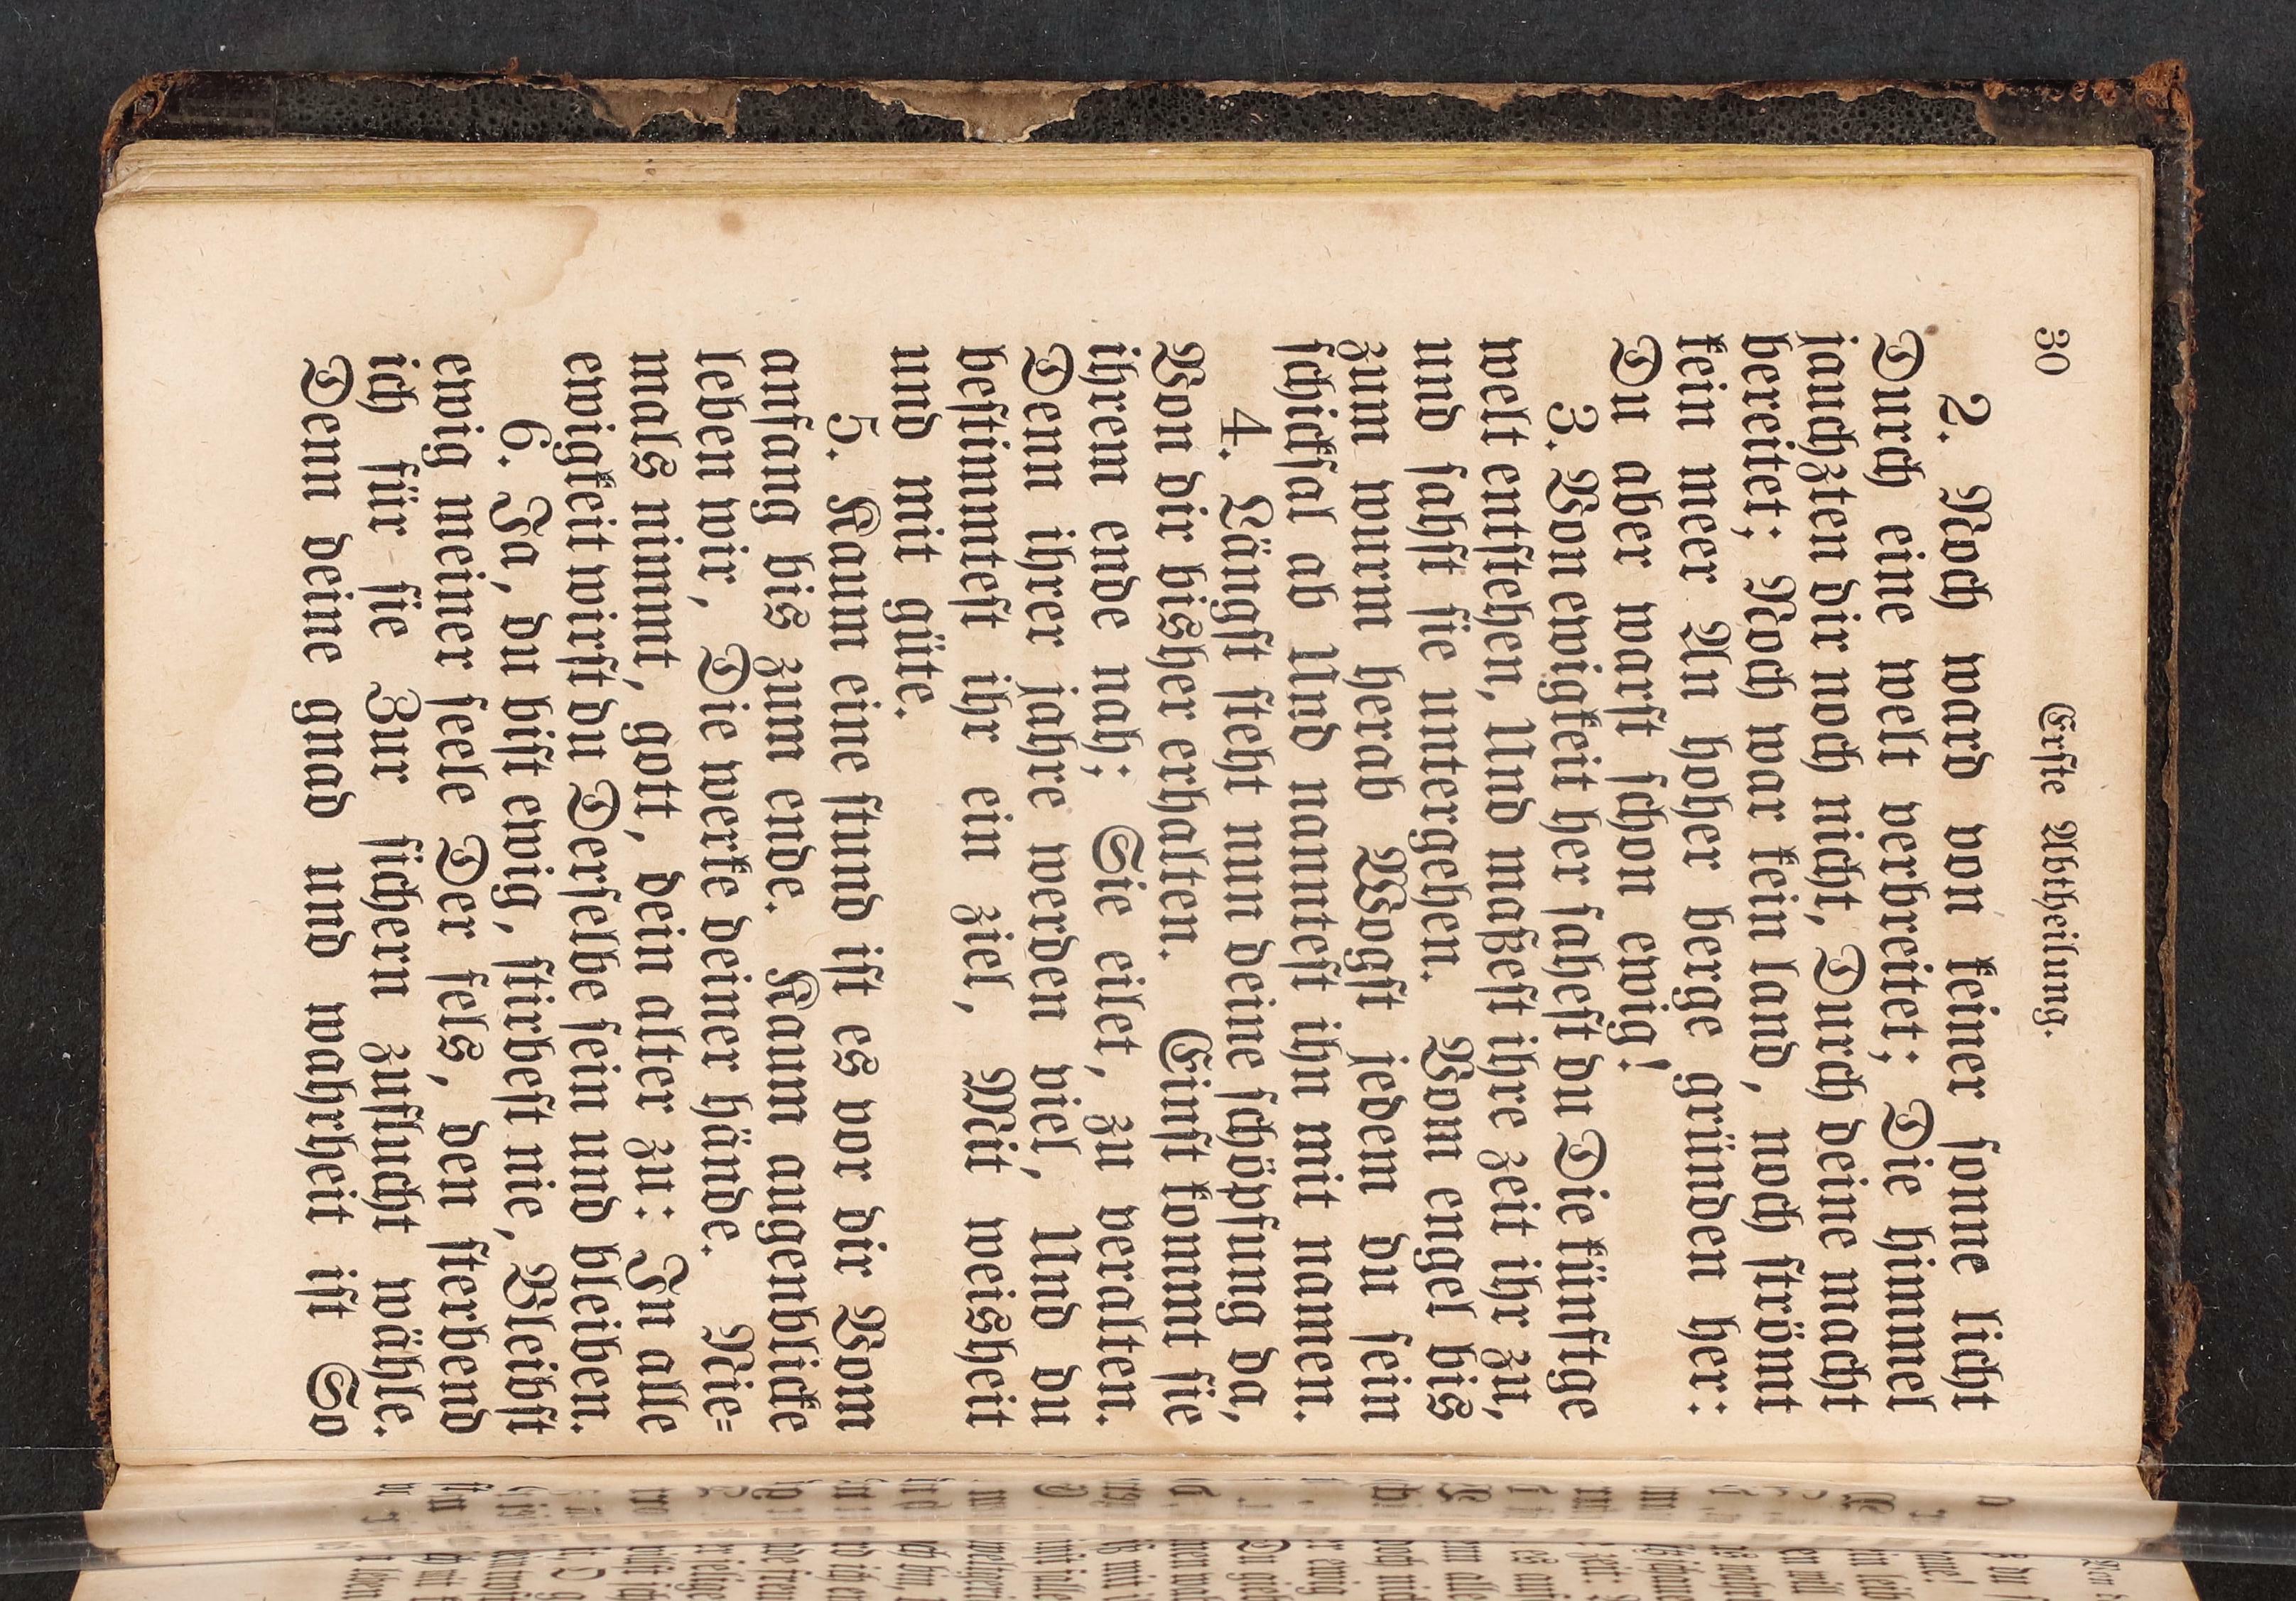 30 Erste Abtheilung.
2. Noch ward von keiner sonne licht
Durch eine welt verbreitet; Die himmel
jauchzten dir noch nicht, Durch deine macht
bereitet; Noch war kein land, noch strömt
kein meer An hoher berge gründen her:
Du aber warst schon ewig!
3. Von ewigkeit her sahest du Die künftge
welt entstehen, Und maßest ihre zeit ihr zu,
und sahst sie untergehen. Vom engel bis
zum wurm herab Wogst jedem du sein
schicksal ab Und nanntest ihn mit namen.
4. Längst steht nun deine schöpfung da,
Von dir bisher erhalten. Einst kommt sie
ihrem ende nah; Sie eilet, zu veralten.
Denn ihrer jahre werden viel, Und du
bestimmtest ihr ein ziel, Mit weisheit
und mit güte.
5. Kaum eine stund ist es vor dir Vom
anfang bis zum ende. Kaum augenblicke
leben wir, Die werke deiner hände. Nie=
mals nimmt, gott, dein alter zu: In alle
ewigkeit wirst du Derselbe sein und bleiben.
6. Ja, du bist ewig, stirbest nie, Bleibst
ewig meiner seele Der fels, den sterbend
ich für sie Zur sichern zuflucht wähle.
Denn deine gnad und wahrheit ist So